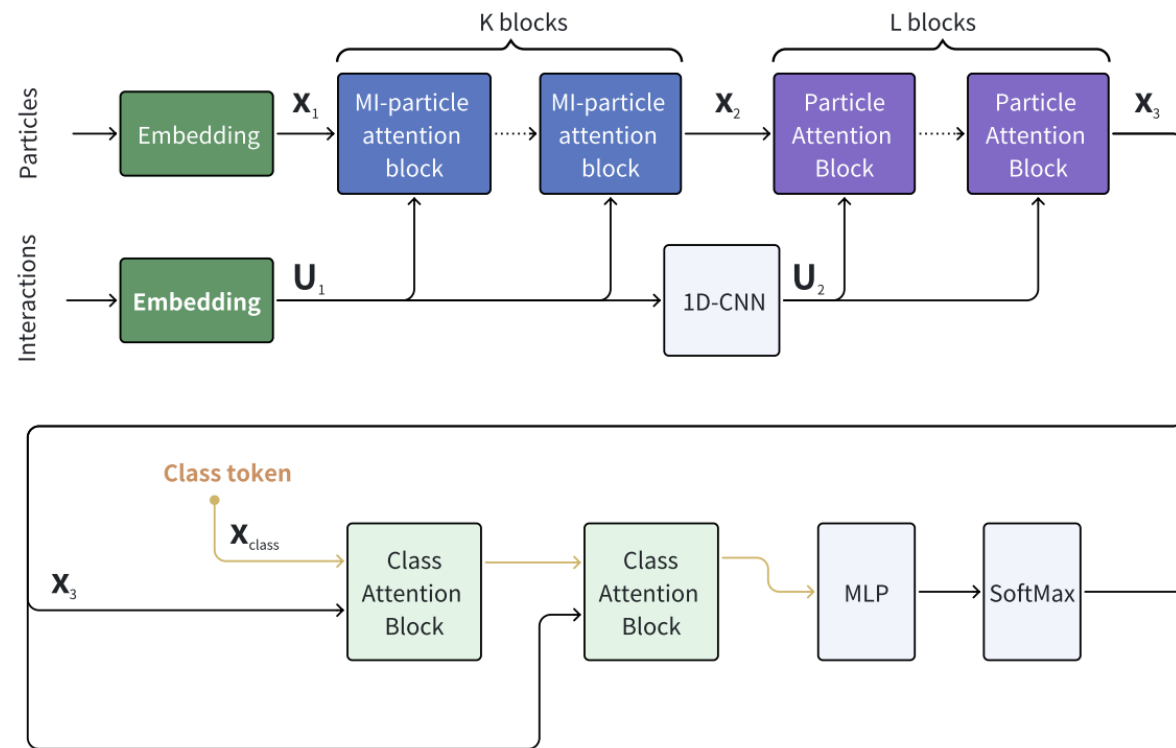 K blocks
L blocks
Particles
Embedding
X₁
MI-particle
attention
block
MI-particle
attention
block
X₂
Particle
Attention
Block
Particle
Attention
Block
X₃
Interactions
Embedding
U₁
1D-CNN
U₂
Class token
X class
X₃
Class
Attention
Block
Class
Attention
Block
MLP
SoftMax